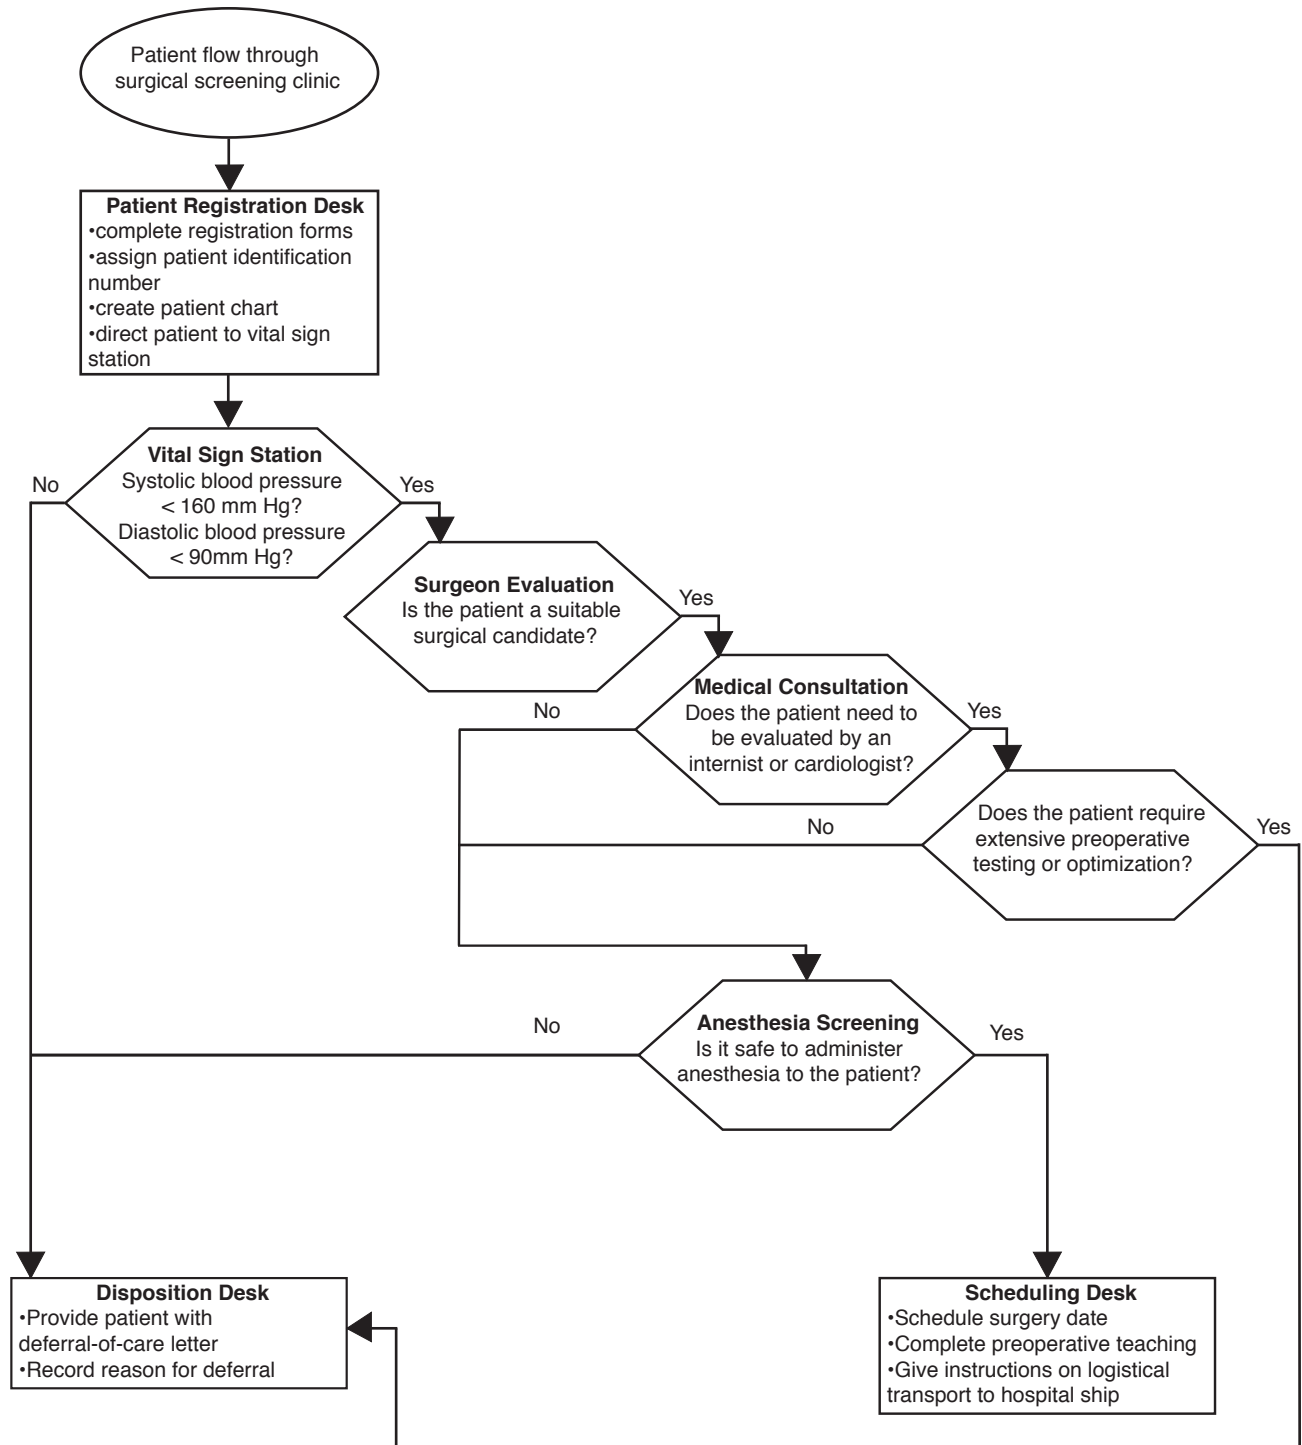 Patient flow through
surgical screening clinic
Patient Registration Desk
•complete registration forms
•assign patient identification
number
•create patient chart
•direct patient to vital sign
station
Vital Sign Station
Systolic blood pressure
< 160 mm Hg?
Diastolic blood pressure
< 90mm Hg?
No
Yes
Surgeon Evaluation
Is the patient a suitable
surgical candidate?
Yes
Medical Consultation
Does the patient need to
be evaluated by an
internist or cardiologist?
No
Yes
Does the patient require
extensive preoperative
testing or optimization?
No
Yes
Anesthesia Screening
Is it safe to administer
anesthesia to the patient?
No
Yes
Disposition Desk
•Provide patient with
deferral-of-care letter
•Record reason for deferral
Scheduling Desk
•Schedule surgery date
•Complete preoperative teaching
•Give instructions on logistical
transport to hospital ship